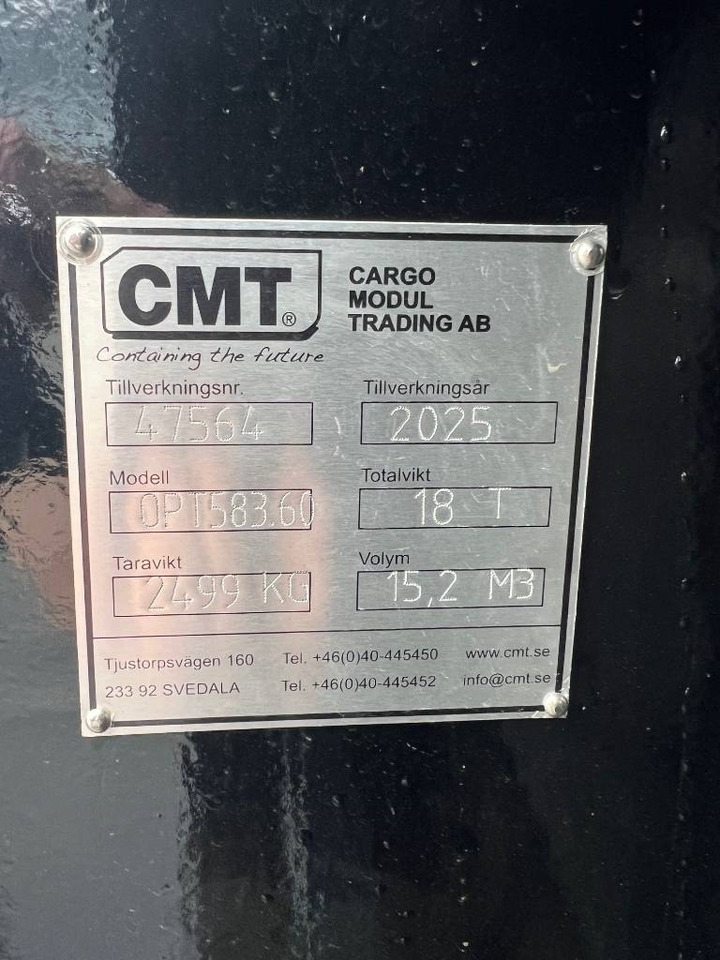 CMT®
CARGO
MODUL
TRADING AB
Containing the future
Tillverkningsnr.
Tillverkningsår
47564
2025
Modell
Totalvikt
OPT583.60
18 T
Taravikt
Volym
2499 KG
15,2 M3
Tjustorpsvägen 160 Tel. +46(0)40-445450 www.cmt.se
233 92 SVEDALA Tel. +46(0)40-445452 info@cmt.se